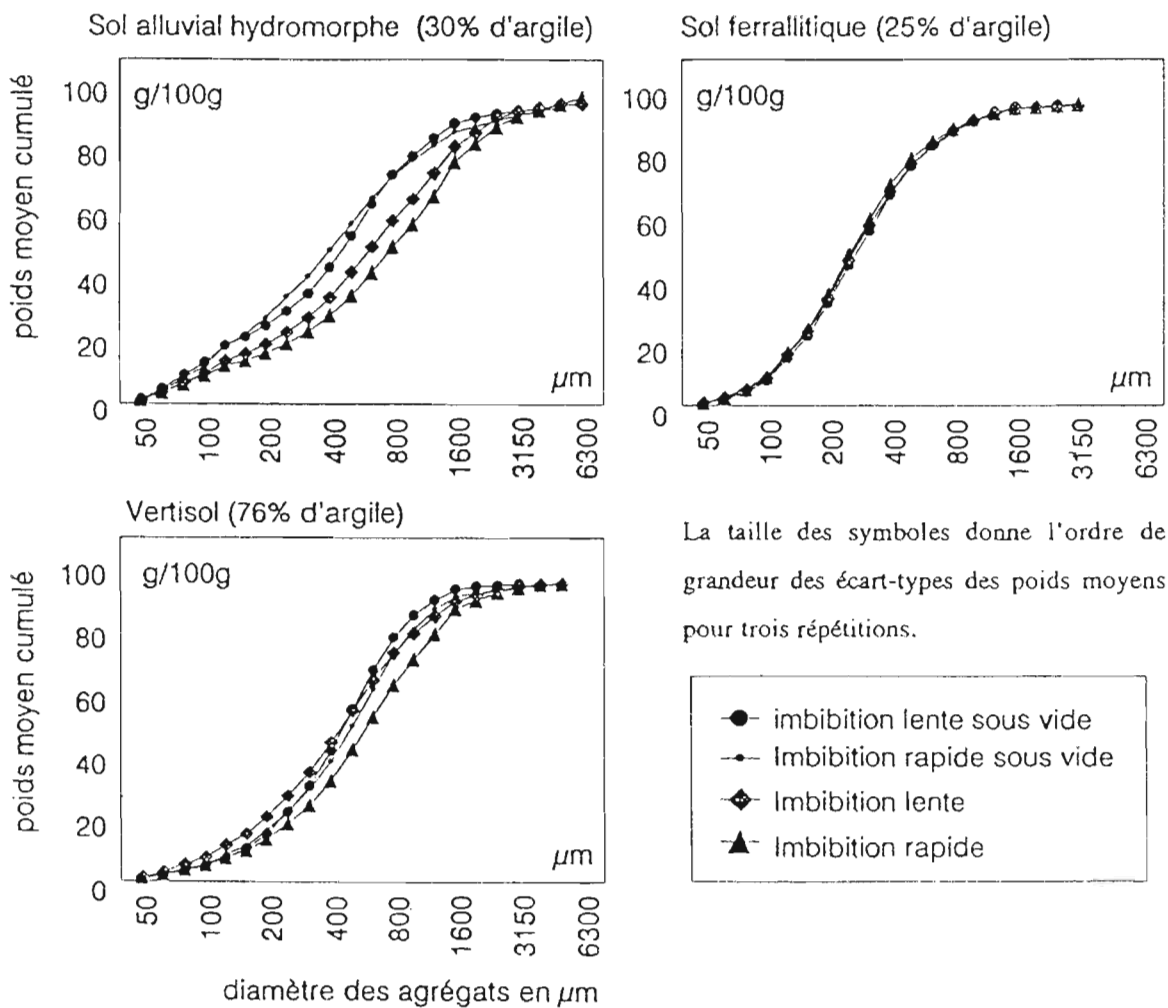 Sol alluvial hydromorphe (30% d'argile)
poids moyen cumulé
g/100g
100
80
60
40
20
0
µm
50
100
200
400
800
1600
3150
6300
Sol ferrallitique (25% d'argile)
g/100g
100
80
60
40
20
0
µm
50
100
200
400
800
1600
3150
6300
Vertisol (76% d'argile)
poids moyen cumulé
g/100g
100
80
60
40
20
0
µm
50
100
200
400
800
1600
3150
6300
diamètre des agrégats en µm
La taille des symboles donne l'ordre de
grandeur des écart-types des poids moyens
pour trois répétitions.
imbibition lente sous vide
Imbibition rapide sous vide
Imbibition lente
Imbibition rapide